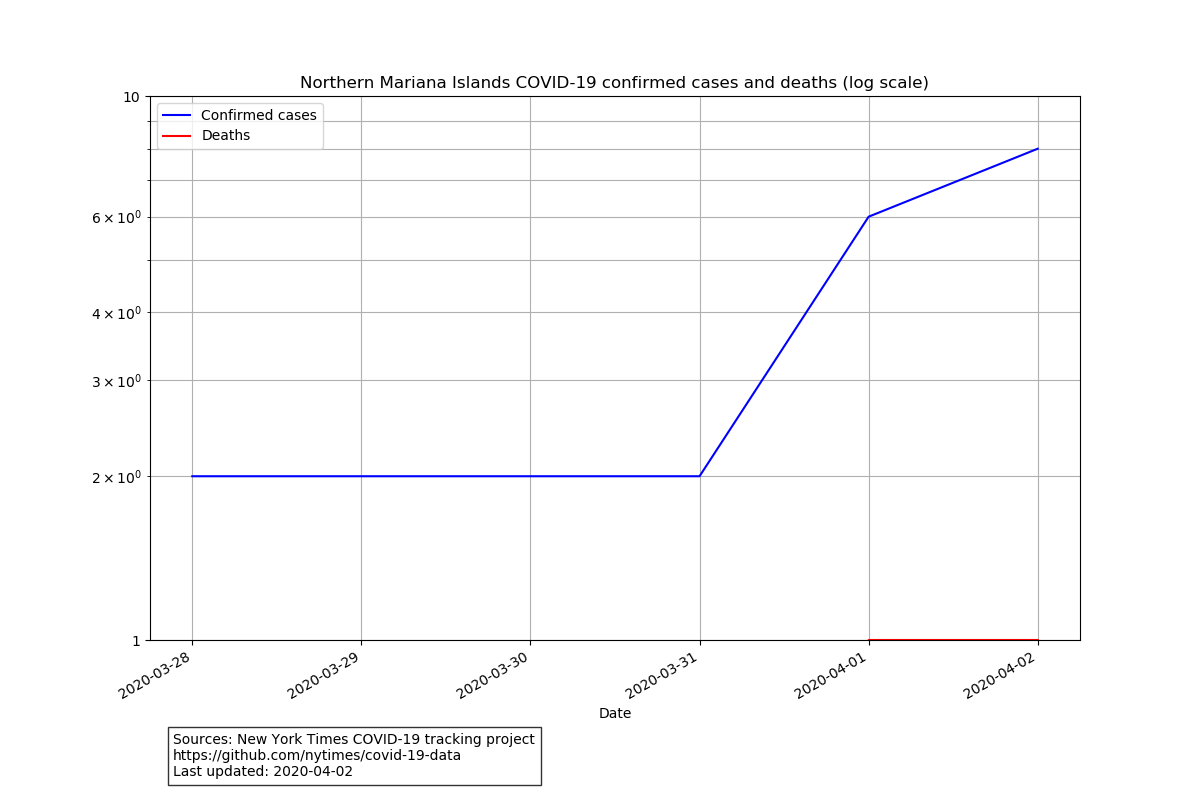 Northern Mariana Islands COVID-19 confirmed cases and deaths (log scale)
10
Confirmed cases
Deaths
6 × 10⁰
4 × 10⁰
3 × 10⁰
2 × 10⁰
1
2020-03-28
2020-03-29
2020-03-30
2020-03-31
2020-04-01
2020-04-02
Date
Sources: New York Times COVID-19 tracking project
https://github.com/nytimes/covid-19-data
Last updated: 2020-04-02